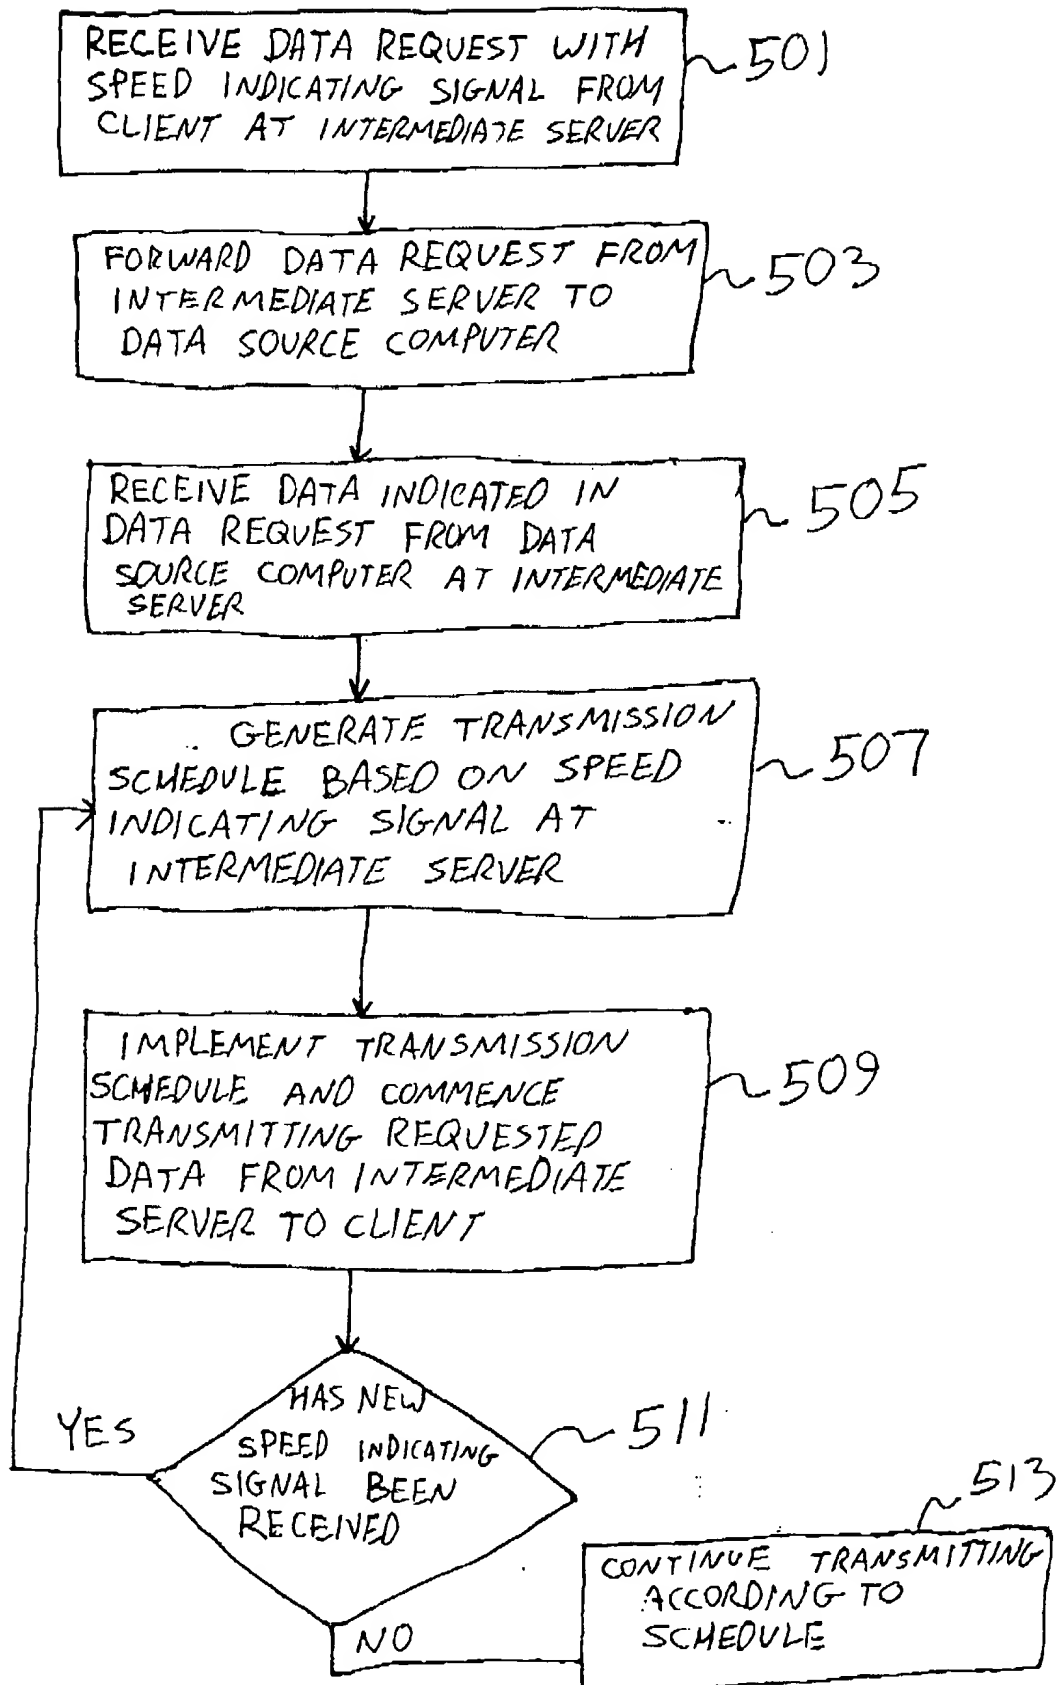 RECEIVE DATA REQUEST WITH
SPEED INDICATING SIGNAL FROM
CLIENT AT INTERMEDIATE SERVER
501
FORWARD DATA REQUEST FROM
INTERMEDIATE SERVER TO
DATA SOURCE COMPUTER
503
RECEIVE DATA INDICATED IN
DATA REQUEST FROM DATA
SOURCE COMPUTER AT INTERMEDIATE
SERVER
505
GENERATE TRANSMISSION
SCHEDULE BASED ON SPEED
INDICATING SIGNAL AT
INTERMEDIATE SERVER
507
IMPLEMENT TRANSMISSION
SCHEDULE AND COMMENCE
TRANSMITTING REQUESTED
DATA FROM INTERMEDIATE
SERVER TO CLIENT
509
HAS NEW
SPEED INDICATING
SIGNAL BEEN
RECEIVED
511
YES
NO
513
CONTINUE TRANSMITTING
ACCORDING TO
SCHEDULE